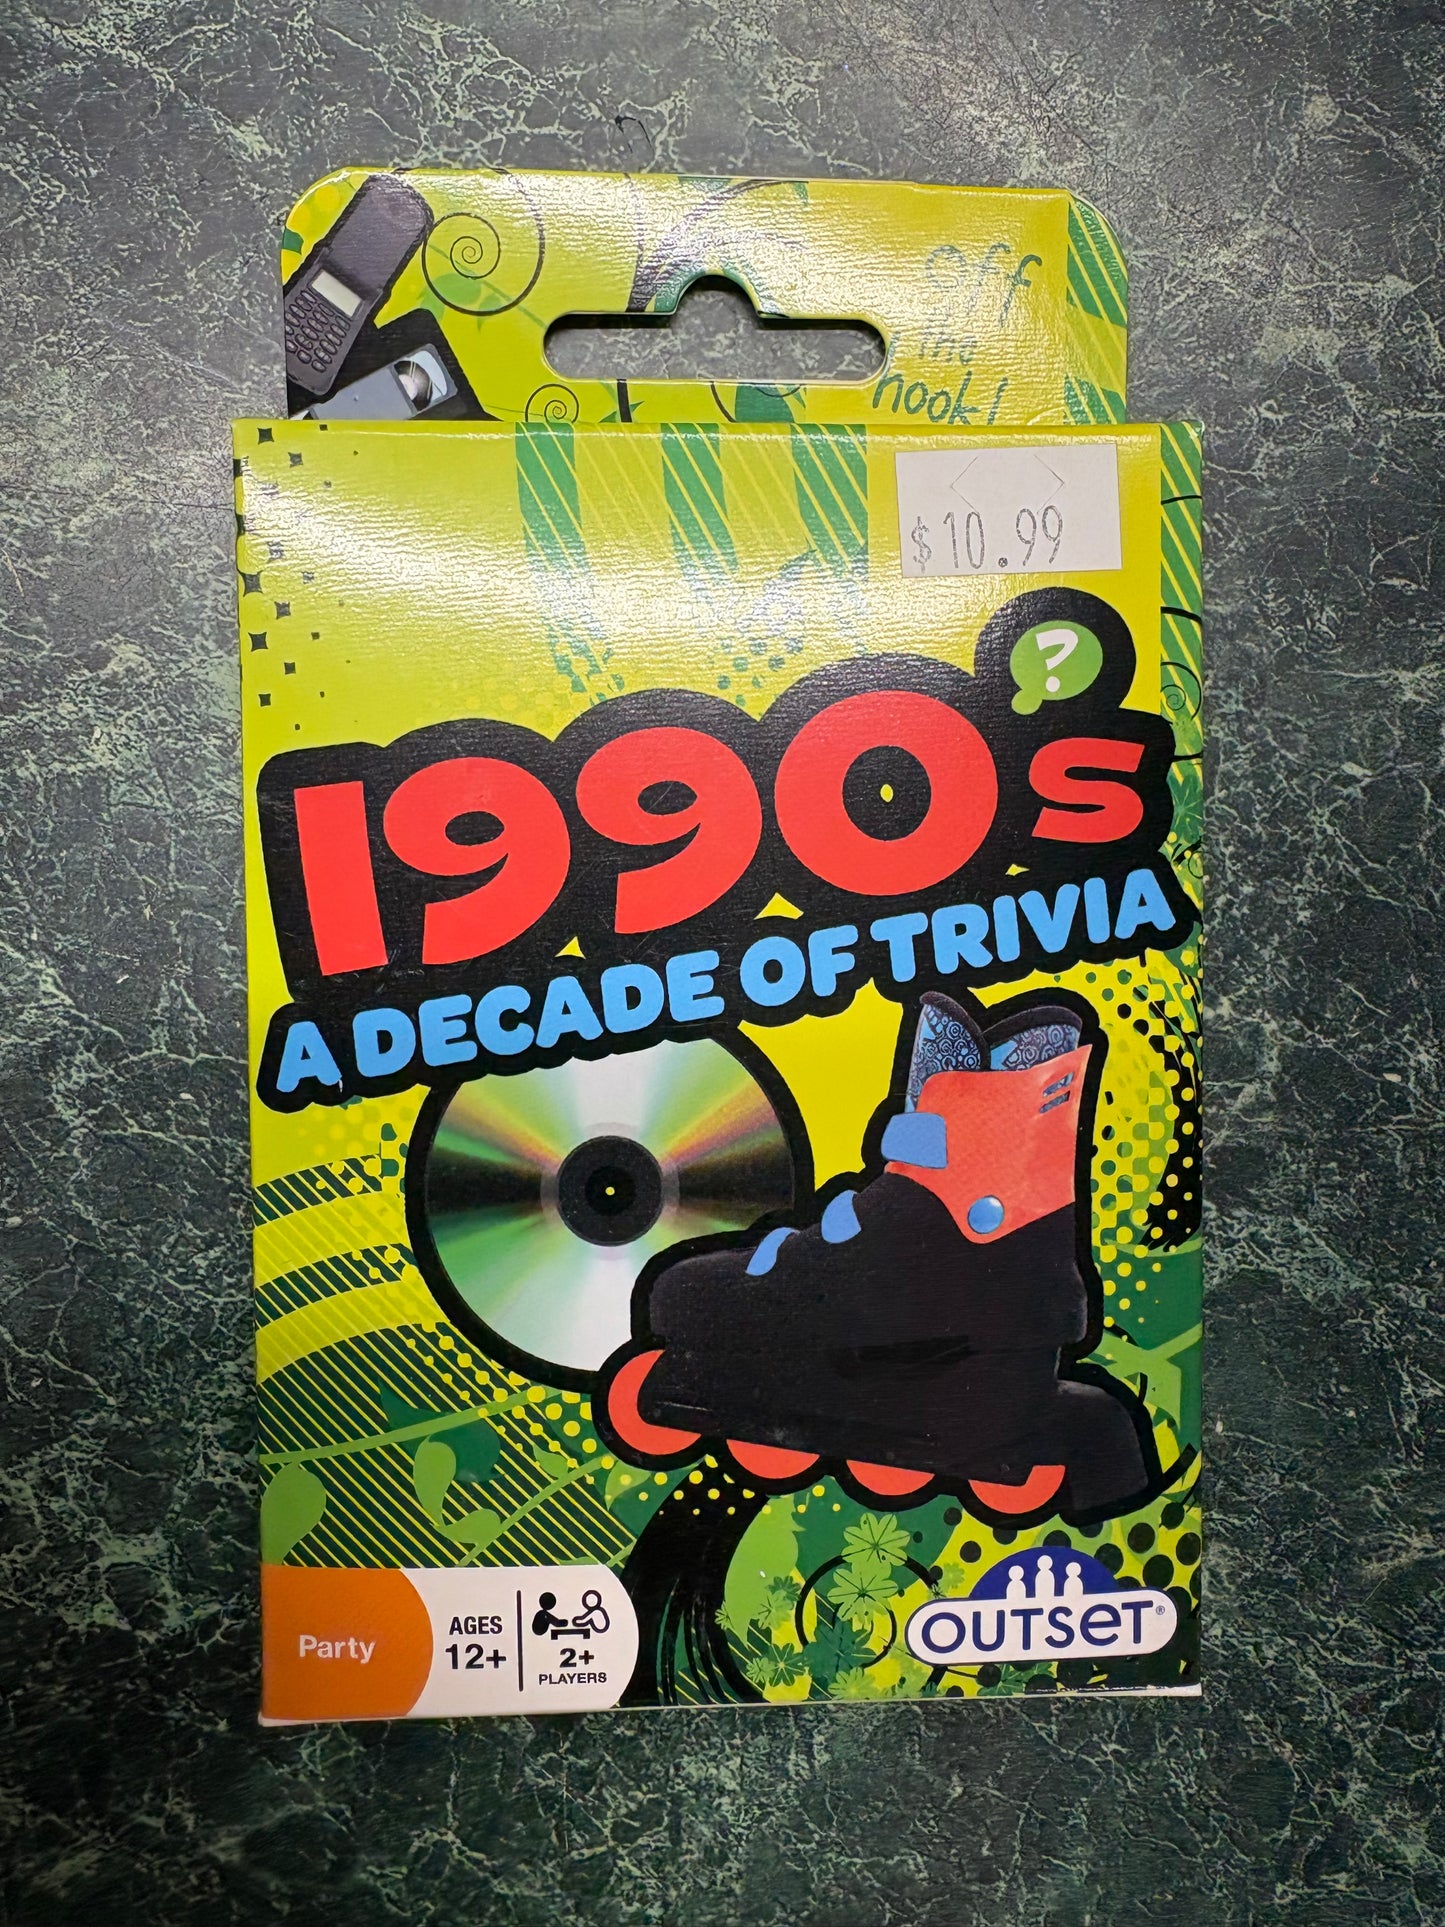 off
the
hook!
$10.99
?
1990s
A DECADE OF TRIVIA
Party
AGES
12+
2+
PLAYERS
OUTSET®